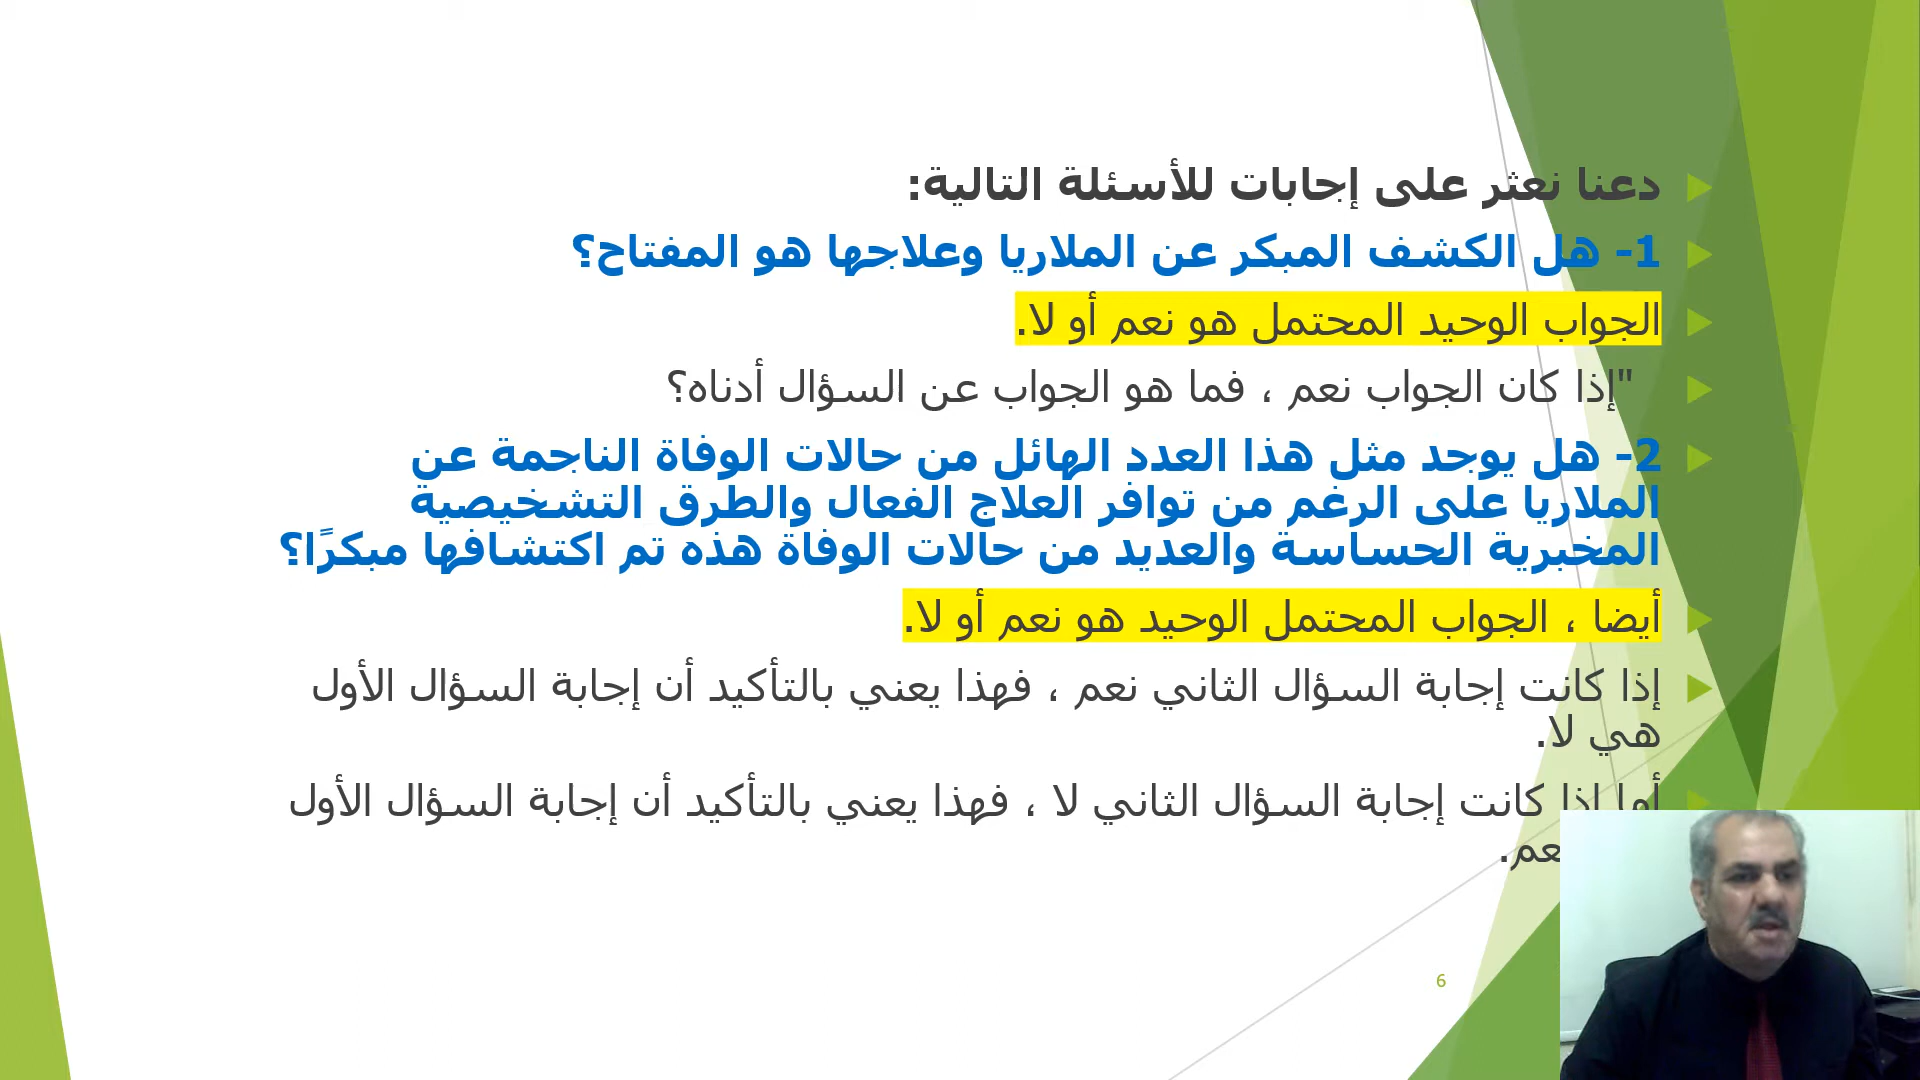 دعنا نعثر على إجابات للأسئلة التالية:
1- هل الكشف المبكر عن الملاريا وعلاجها هو المفتاح؟
الجواب الوحيد المحتمل هو نعم أو لا.
"إذا كان الجواب نعم ، فما هو الجواب عن السؤال أدناه؟
2- هل يوجد مثل هذا العدد الهائل من حالات الوفاة الناجمة عن
الملاريا على الرغم من توافر العلاج الفعال والطرق التشخيصية
المخبرية الحساسة والعديد من حالات الوفاة هذه تم اكتشافها مبكرًا؟
أيضا ، الجواب المحتمل الوحيد هو نعم أو لا.
إذا كانت إجابة السؤال الثاني نعم ، فهذا يعني بالتأكيد أن إجابة السؤال الأول
هي لا.
أما إذا كانت إجابة السؤال الثاني لا ، فهذا يعني بالتأكيد أن إجابة السؤال الأول
6